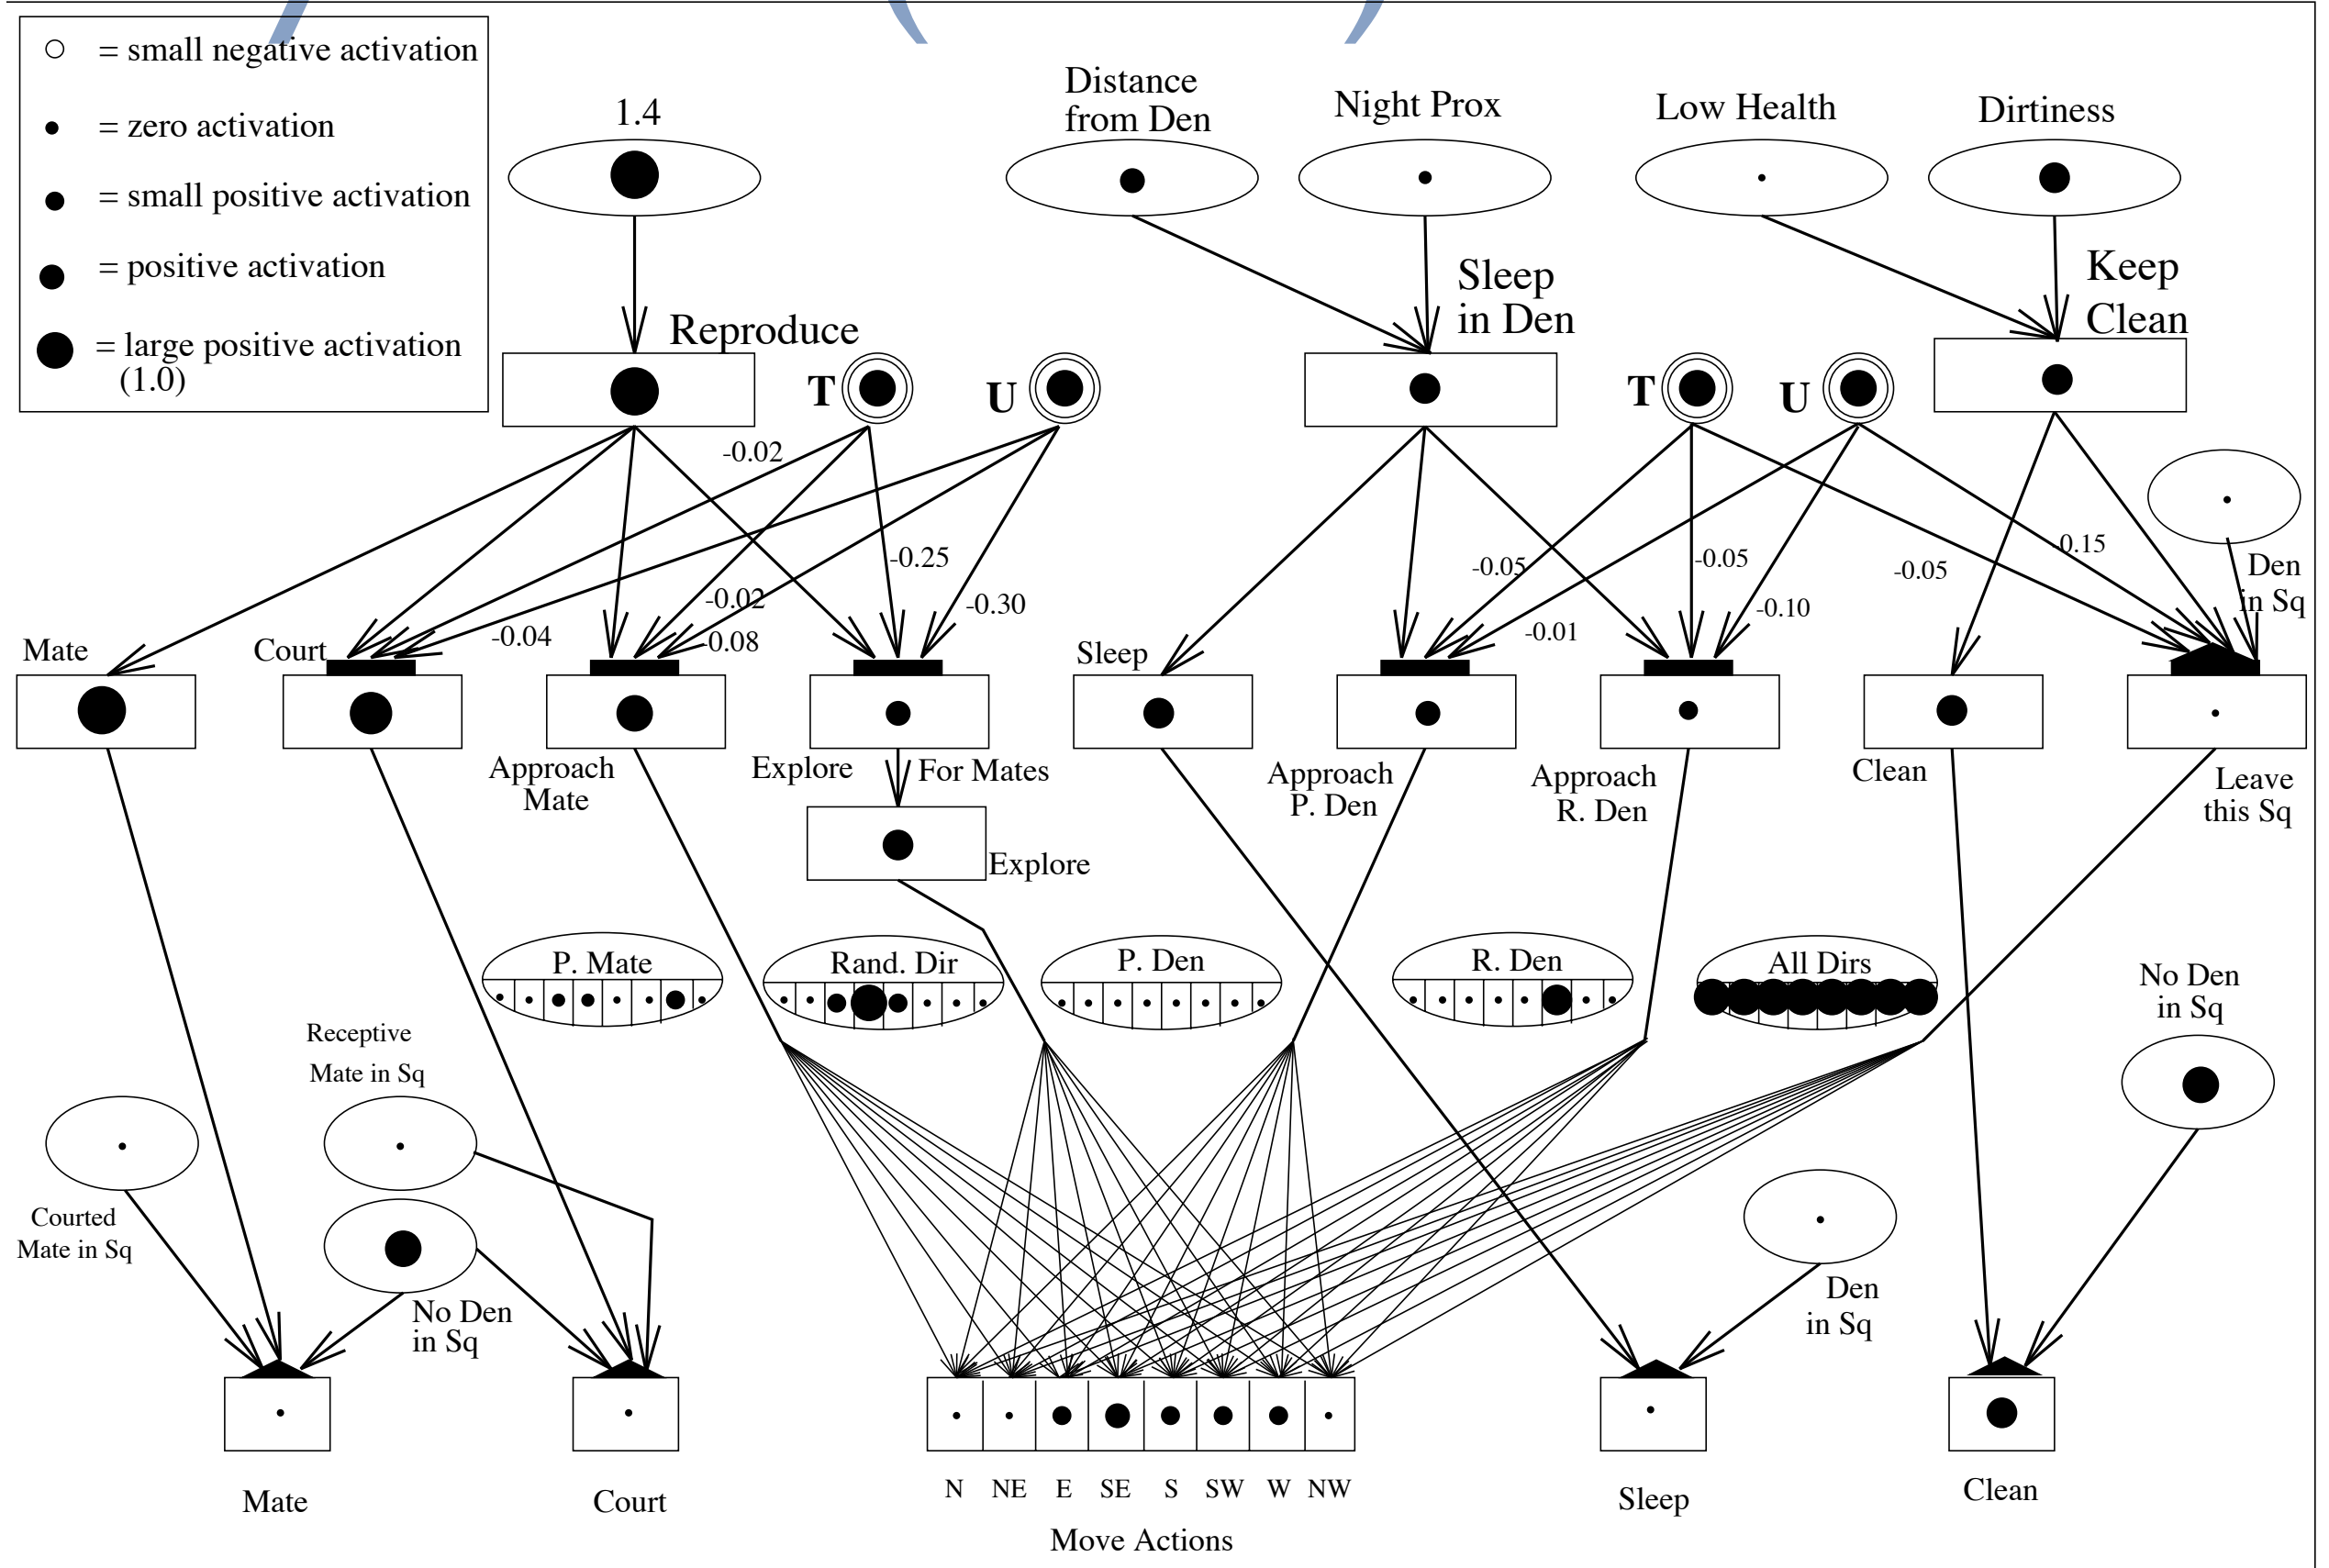 = small negative activation
= zero activation
= small positive activation
= positive activation
= large positive activation
(1.0)
1.4
Distance
from Den
Night Prox
Low Health
Dirtiness
Reproduce
T
U
Sleep
in Den
T
U
Keep
Clean
-0.02
-0.25
-0.02
-0.30
-0.04
-0.08
-0.05
-0.05
-0.01
-0.10
-0.05
-0.15
Den
in Sq
Mate
Court
Approach
Mate
Explore
For Mates
Explore
Sleep
Approach
P. Den
Approach
R. Den
Clean
Leave
this Sq
P. Mate
Rand. Dir
P. Den
R. Den
All Dirs
No Den
in Sq
Receptive
Mate in Sq
Courted
Mate in Sq
No Den
in Sq
Den
in Sq
Mate
Court
N NE E SE S SW W NW
Move Actions
Sleep
Clean